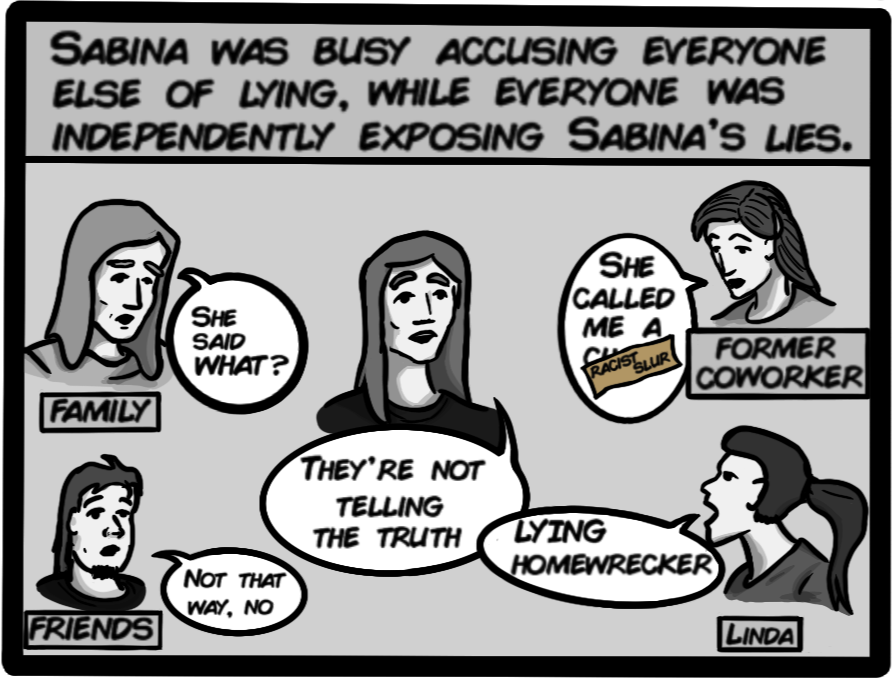 SABINA WAS BUSY ACCUSING EVERYONE
ELSE OF LYING, WHILE EVERYONE WAS
INDEPENDENTLY EXPOSING SABINA'S LIES.
SHE
SAID
WHAT?
FAMILY
SHE
CALLED
ME A
RACIST SLUR
FORMER
COWORKER
THEY'RE NOT
TELLING
THE TRUTH
NOT THAT
WAY, NO
FRIENDS
LYING
HOMEWRECKER
LINDA